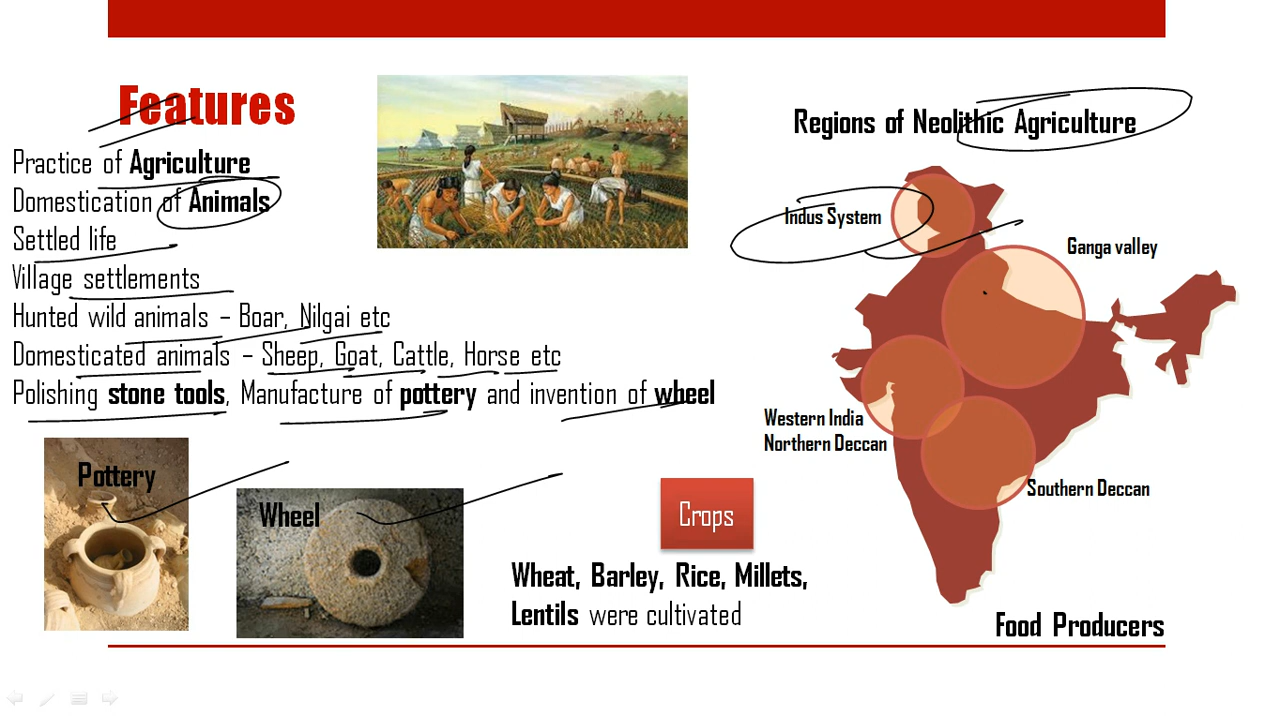 Features
Practice of Agriculture
Domestication of Animals
Settled life
Village settlements
Hunted wild animals – Boar, Nilgai etc
Domesticated animals – Sheep, Goat, Cattle, Horse etc
Polishing stone tools, Manufacture of pottery and invention of wheel
Pottery
Wheel
Crops
Wheat, Barley, Rice, Millets,
Lentils were cultivated
Regions of Neolithic Agriculture
Indus System
Ganga valley
Western India
Northern Deccan
Southern Deccan
Food Producers